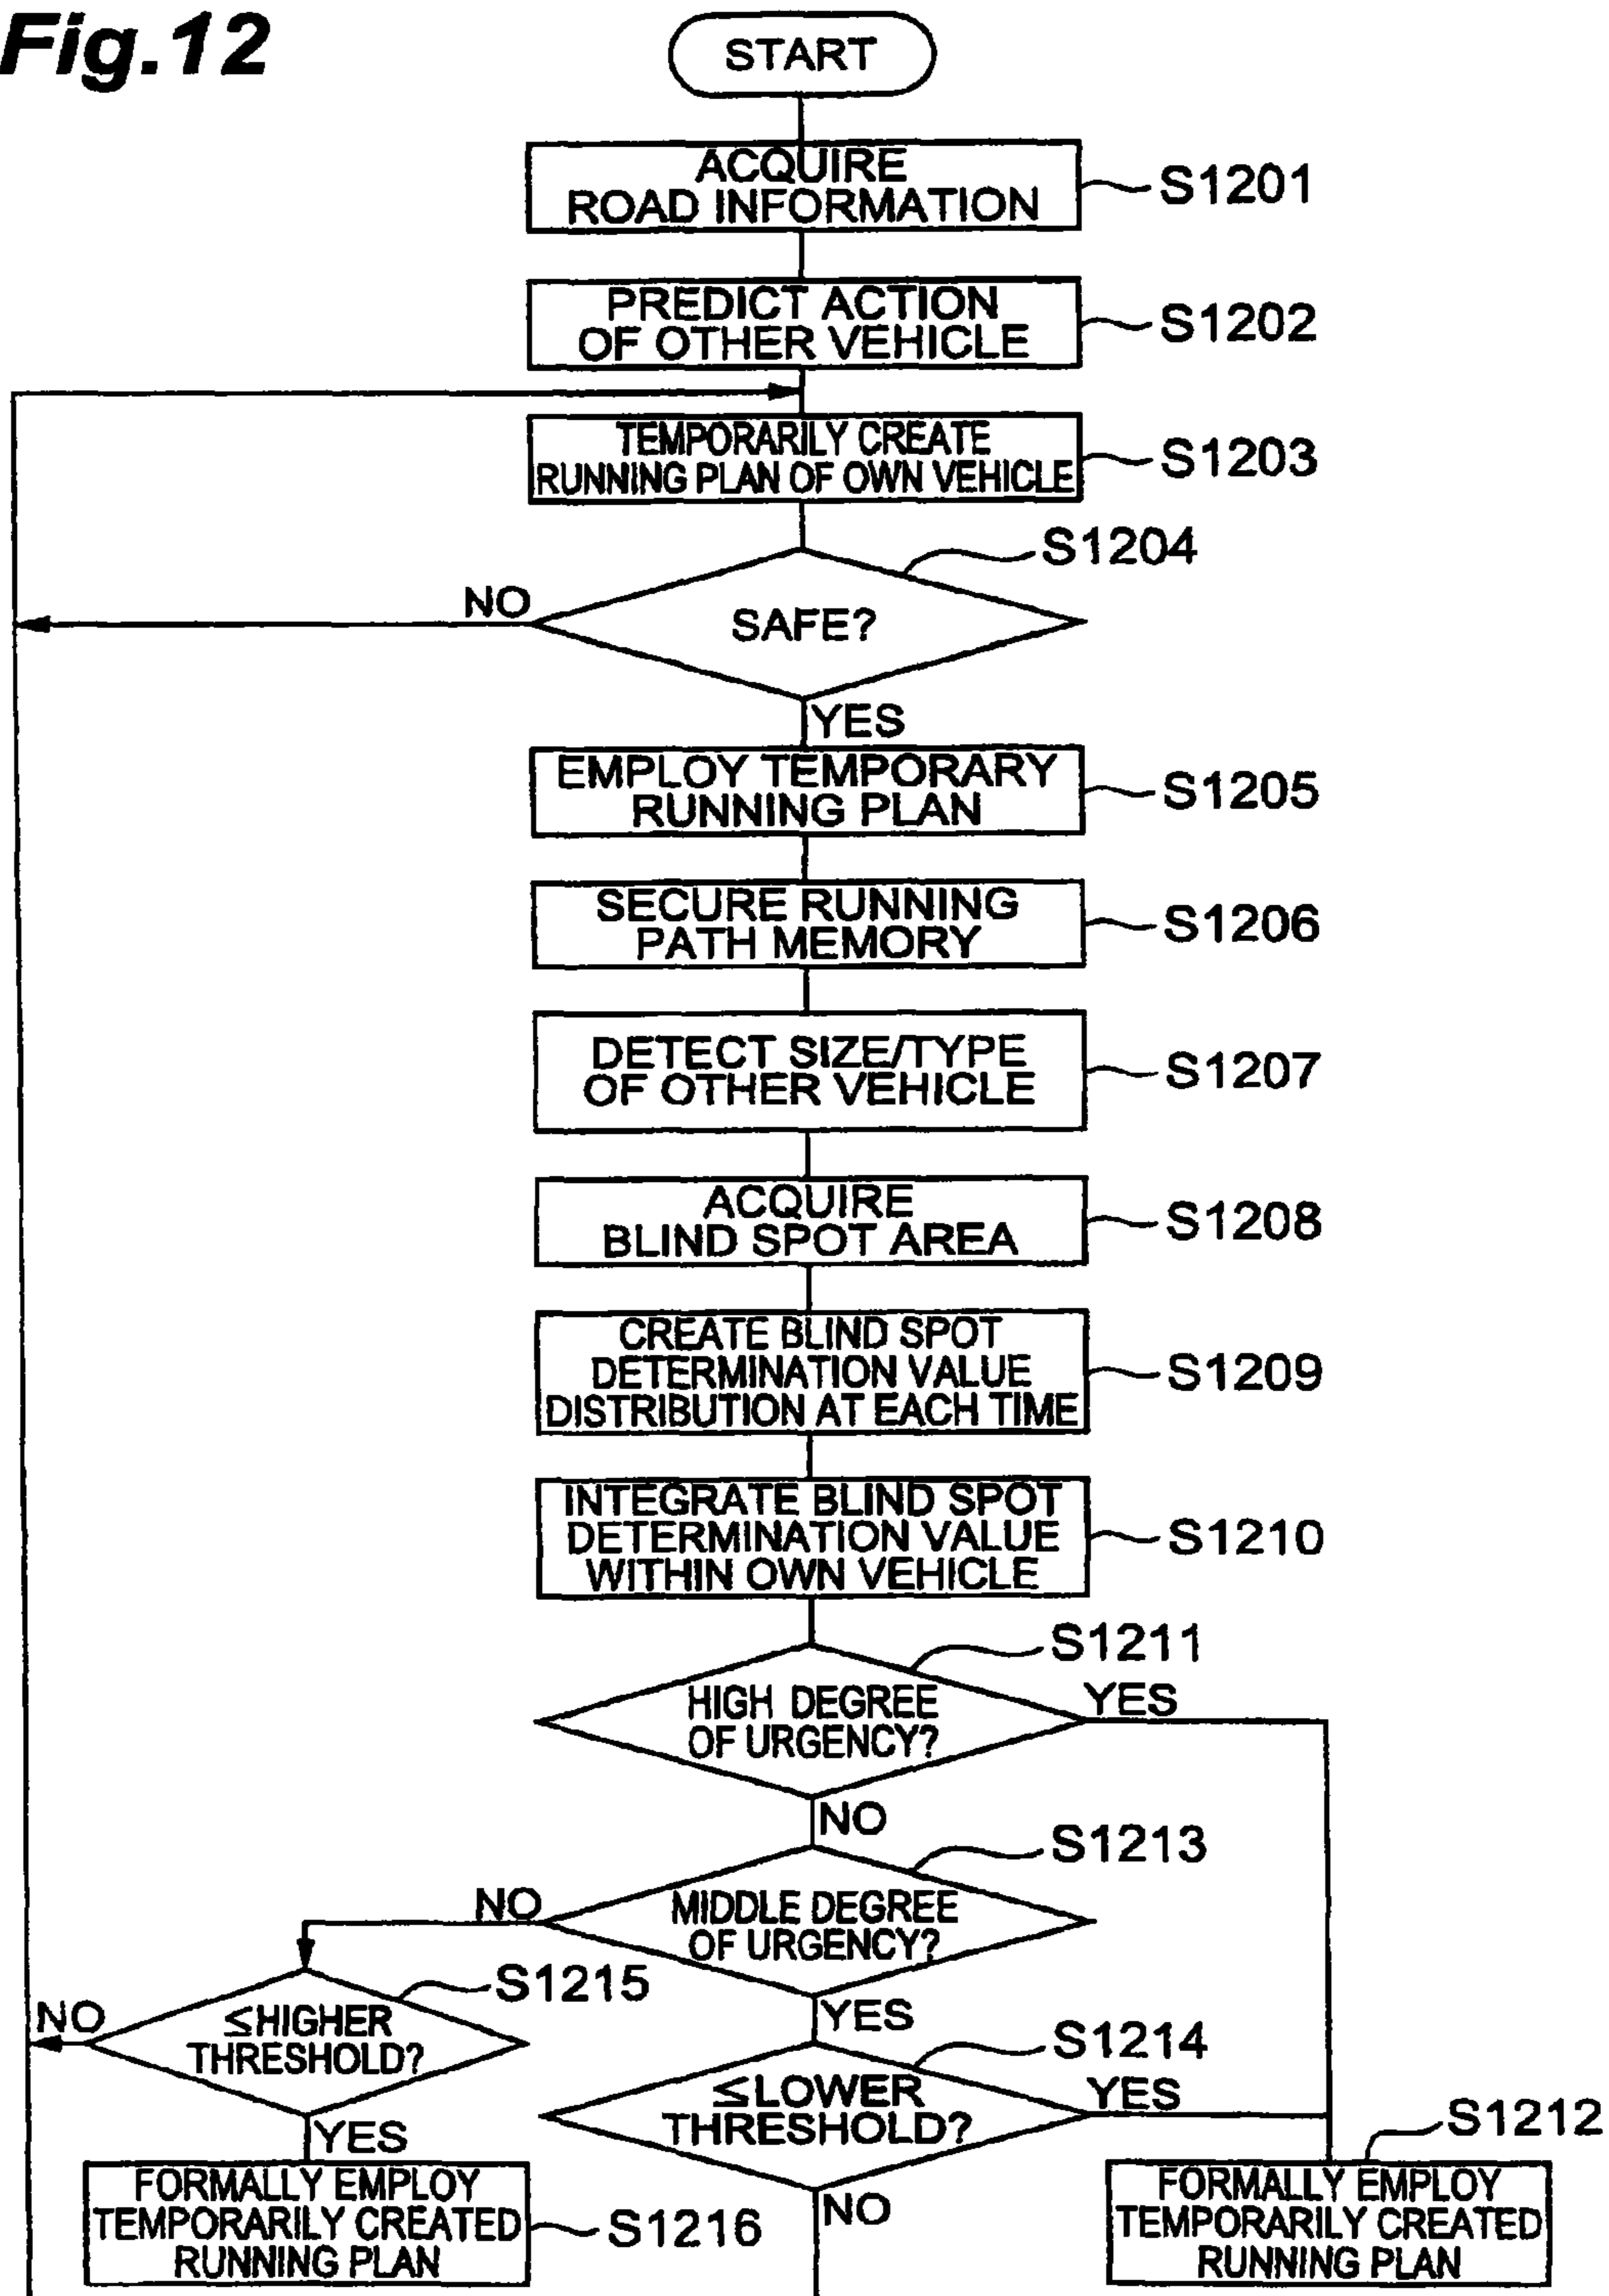 Fig.12
START
ACQUIRE
ROAD INFORMATION
S1201
PREDICT ACTION
OF OTHER VEHICLE
S1202
TEMPORARILY CREATE
RUNNING PLAN OF OWN VEHICLE
S1203
S1204
NO
SAFE?
YES
EMPLOY TEMPORARY
RUNNING PLAN
S1205
SECURE RUNNING
PATH MEMORY
S1206
DETECT SIZE/TYPE
OF OTHER VEHICLE
S1207
ACQUIRE
BLIND SPOT AREA
S1208
CREATE BLIND SPOT
DETERMINATION VALUE
DISTRIBUTION AT EACH TIME
S1209
INTEGRATE BLIND SPOT
DETERMINATION VALUE
WITHIN OWN VEHICLE
S1210
S1211
HIGH DEGREE
OF URGENCY?
YES
NO
S1213
NO
MIDDLE DEGREE
OF URGENCY?
S1215
YES
NO
≤HIGHER
THRESHOLD?
S1214
≤LOWER
THRESHOLD?
YES
S1212
YES
FORMALLY EMPLOY
TEMPORARILY CREATED
RUNNING PLAN
S1216
NO
FORMALLY EMPLOY
TEMPORARILY CREATED
RUNNING PLAN